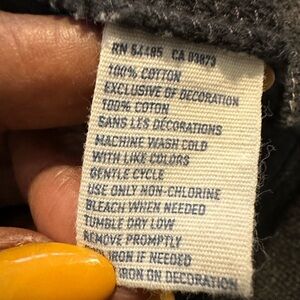 RN 54485 CA 03873
100% COTTON
EXCLUSIVE OF DECORATION
100% COTON
SANS LES DÉCORATIONS
MACHINE WASH COLD
WITH LIKE COLORS
GENTLE CYCLE
USE ONLY NON-CHLORINE
BLEACH WHEN NEEDED
TUMBLE DRY LOW
REMOVE PROMPTLY
IRON IF NEEDED
IRON ON DECORATION